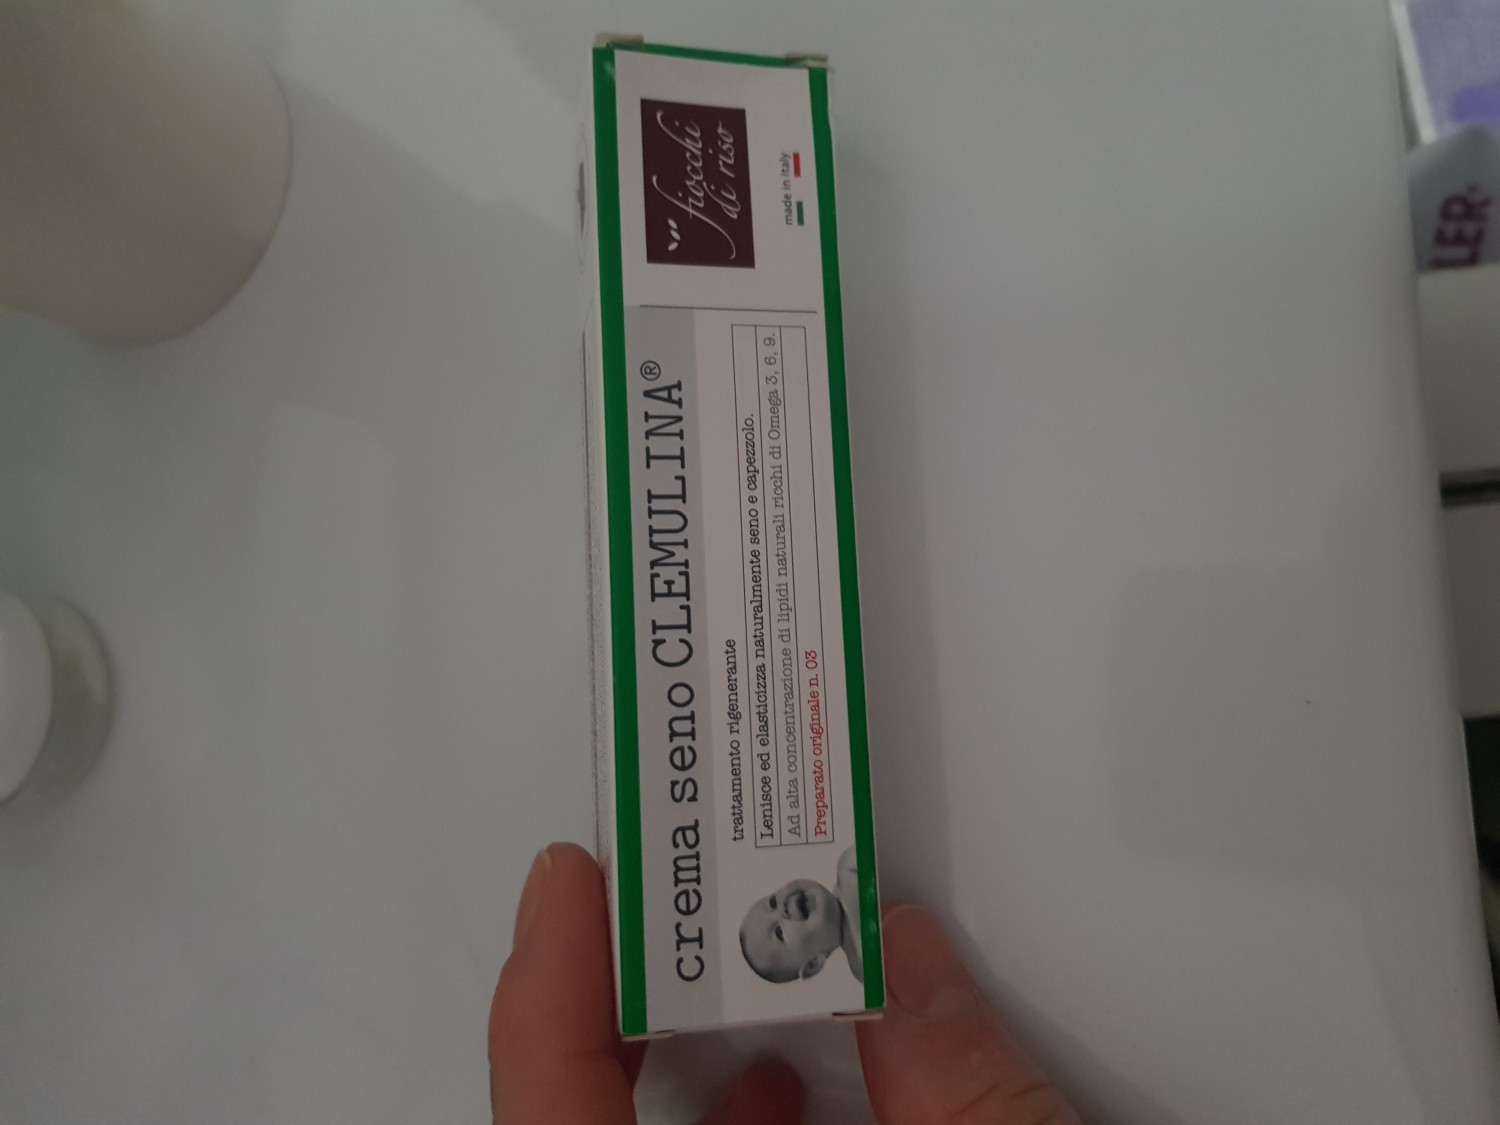 fiocchi
di riso
made in Italy
crema seno CLEMULINA®
trattamento rigenerante
Lenisce ed elasticizza naturalmente seno e capezzolo.
Ad alta concentrazione di lipidi naturali ricchi di Omega 3, 6, 9.
Preparato originale n. 03
LER-